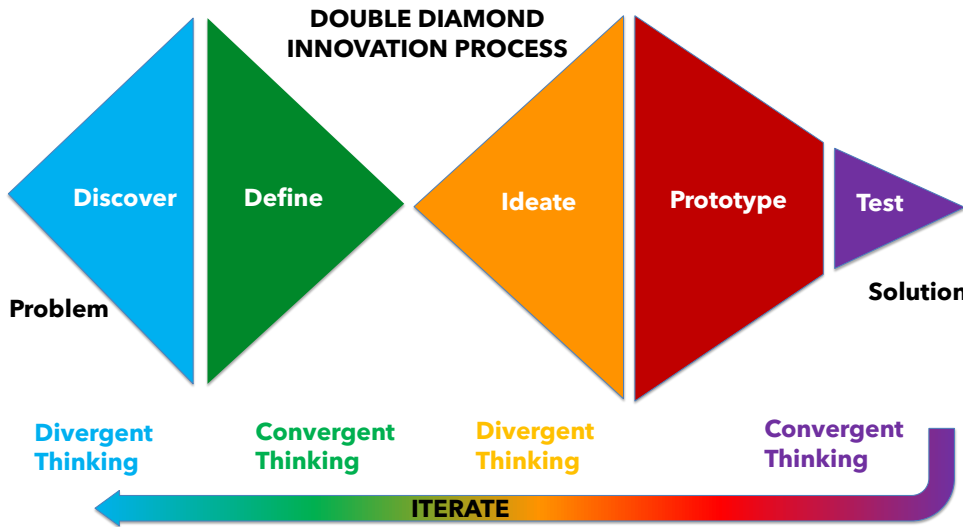 DOUBLE DIAMOND
INNOVATION PROCESS
Discover
Define
Ideate
Prototype
Test
Problem
Solution
Divergent
Thinking
Convergent
Thinking
Divergent
Thinking
Convergent
Thinking
ITERATE